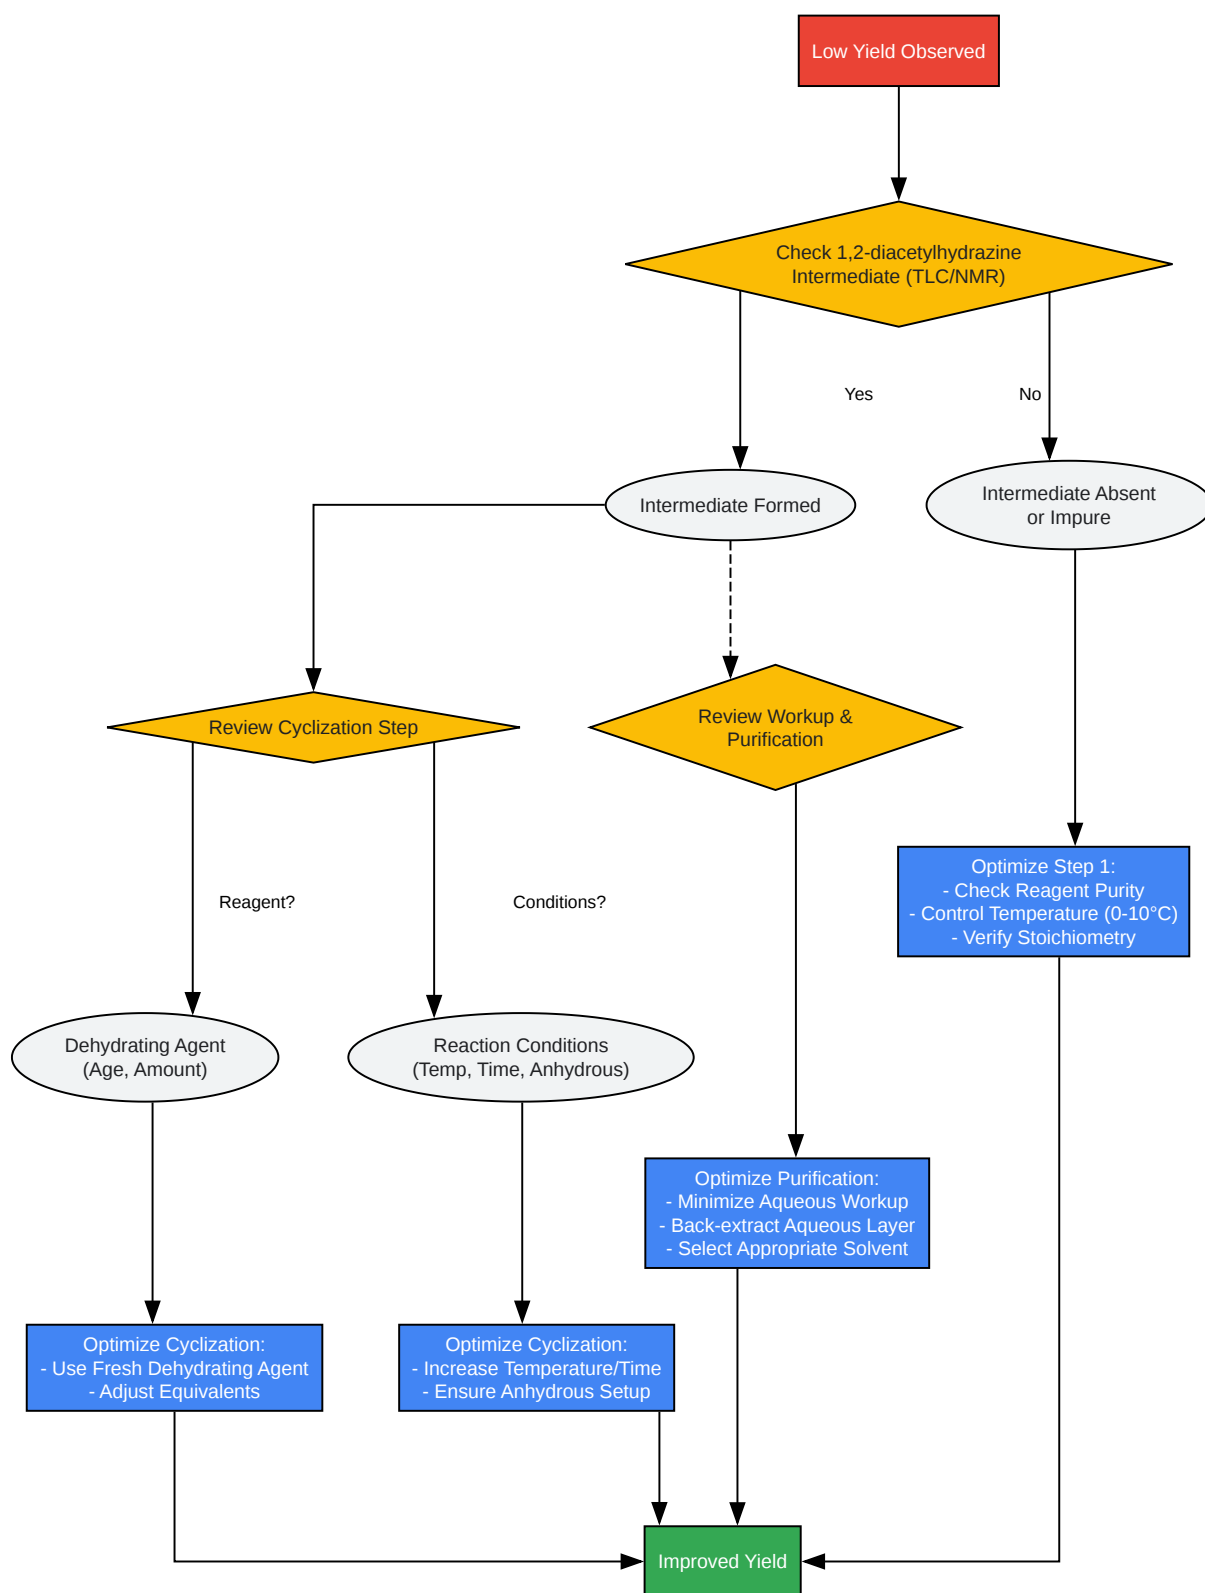 Low Yield Observed
Check 1,2-diacetylhydrazine
Intermediate (TLC/NMR)
Yes
No
Intermediate Formed
Intermediate Absent
or Impure
Review Cyclization Step
Review Workup &
Purification
Optimize Step 1:
- Check Reagent Purity
- Control Temperature (0-10°C)
- Verify Stoichiometry
Reagent?
Conditions?
Dehydrating Agent
(Age, Amount)
Reaction Conditions
(Temp, Time, Anhydrous)
Optimize Purification:
- Minimize Aqueous Workup
- Back-extract Aqueous Layer
- Select Appropriate Solvent
Optimize Cyclization:
- Use Fresh Dehydrating Agent
- Adjust Equivalents
Optimize Cyclization:
- Increase Temperature/Time
- Ensure Anhydrous Setup
Improved Yield